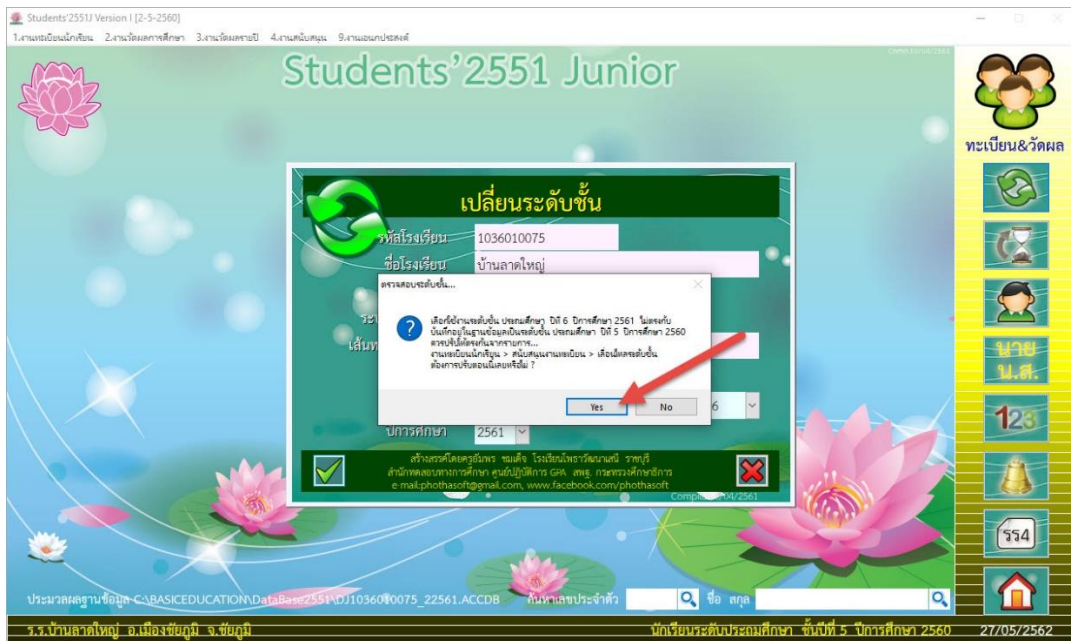 Students'2551J Version I [2-5-2560]
1.งานทะเบียนนักเรียน 2.งานวัดผลการศึกษา 3.งานวัดผลรายปี 4.งานสนับสนุน 9.งานเอนกประสงค์
Students'2551 Junior
ทะเบียน&วัดผล
เปลี่ยนระดับชั้น
รหัสโรงเรียน 1036010075
ชื่อโรงเรียน บ้านลาดใหญ่
ตรวจสอบระดับชั้น...
เลือกใช้งานระดับชั้น ประถมศึกษา ปีที่ 6 ปีการศึกษา 2561 ไม่ตรงกับ
บันทึกอยู่ในฐานข้อมูลเป็นระดับชั้น ประถมศึกษา ปีที่ 5 ปีการศึกษา 2560
ควรปรับให้ตรงกันจากรายการ...
งานทะเบียนนักเรียน > สนับสนุนงานทะเบียน > เลื่อน/ลดระดับชั้น
ต้องการปรับตอนนี้เลยหรือไม่ ?
Yes No
6
ปีการศึกษา 2561
สร้างสรรค์โดยครูอัมพร ขมเด็จ โรงเรียนโพธาวัฒนาเสนี ราชบุรี
สำนักทดสอบทางการศึกษา ศูนย์ปฏิบัติการ GPA สพฐ. กระทรวงศึกษาธิการ
e-mail:phothasoft@gmail.com, www.facebook.com/phothasoft
นาย
น.ส.
123
รร4
ประมวลผลฐานข้อมูล C:\BASICEDUCATION\DataBase2551\DJ1036010075_22561.ACCDB ค้นหาเลขประจำตัว ชื่อ สกุล
ร.ร.บ้านลาดใหญ่ อ.เมืองชัยภูมิ จ.ชัยภูมิ นักเรียนระดับประถมศึกษา ชั้นปีที่ 5 ปีการศึกษา 2560 27/05/2562